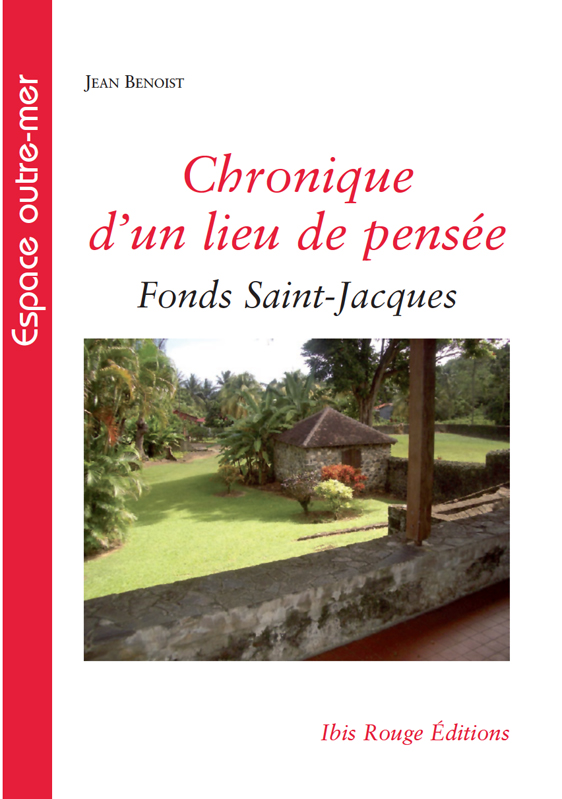 Espace outre-mer
JEAN BENOIST
Chronique
d'un lieu de pensée
Fonds Saint-Jacques
Ibis Rouge Éditions